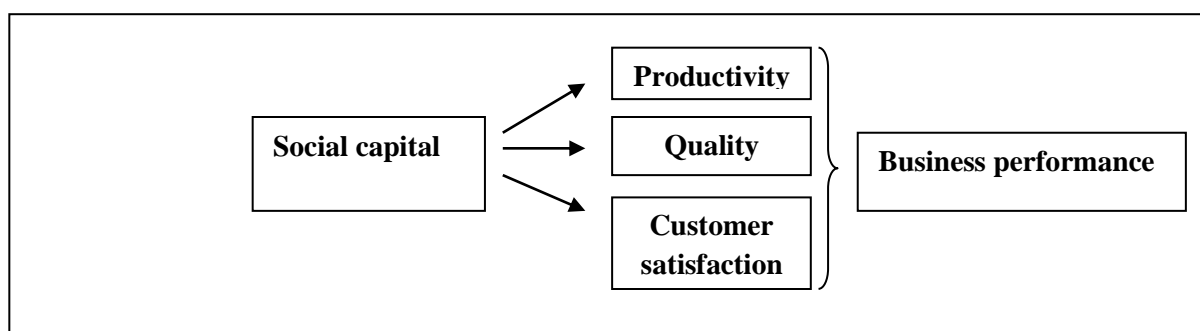 Social capital
Productivity
Quality
Customer
satisfaction
Business performance